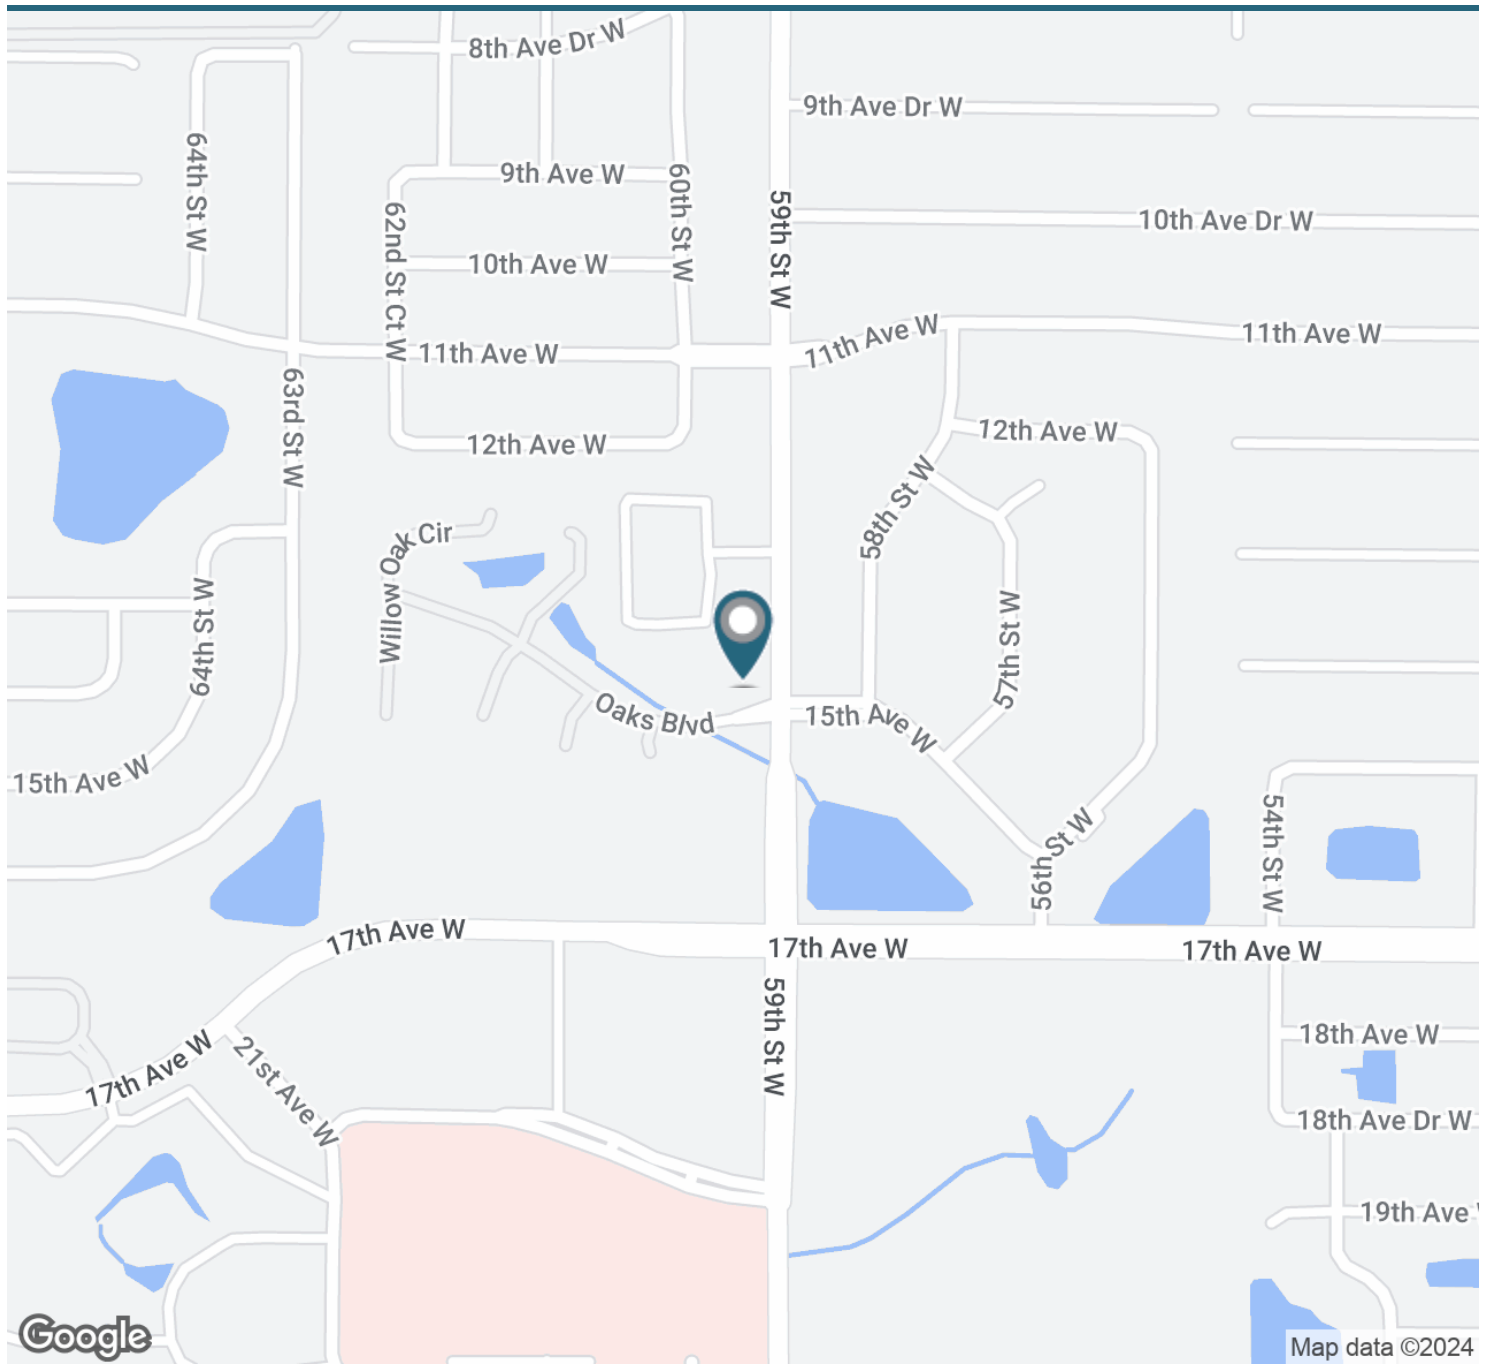 8th Ave Dr W
9th Ave Dr W
64th St W
9th Ave W
60th St W
59th St W
62nd St Ct W
10th Ave Dr W
10th Ave W
11th Ave W
11th Ave W
11th Ave W
63rd St W
12th Ave W
12th Ave W
58th St W
Willow Oak Cir
64th St W
57th St W
Oaks Blvd
15th Ave W
15th Ave W
54th St W
59th St W
17th Ave W
17th Ave W
17th Ave W
59th St W
18th Ave W
17th Ave W
21st Ave W
18th Ave Dr W
19th Ave
Google
Map data ©2024